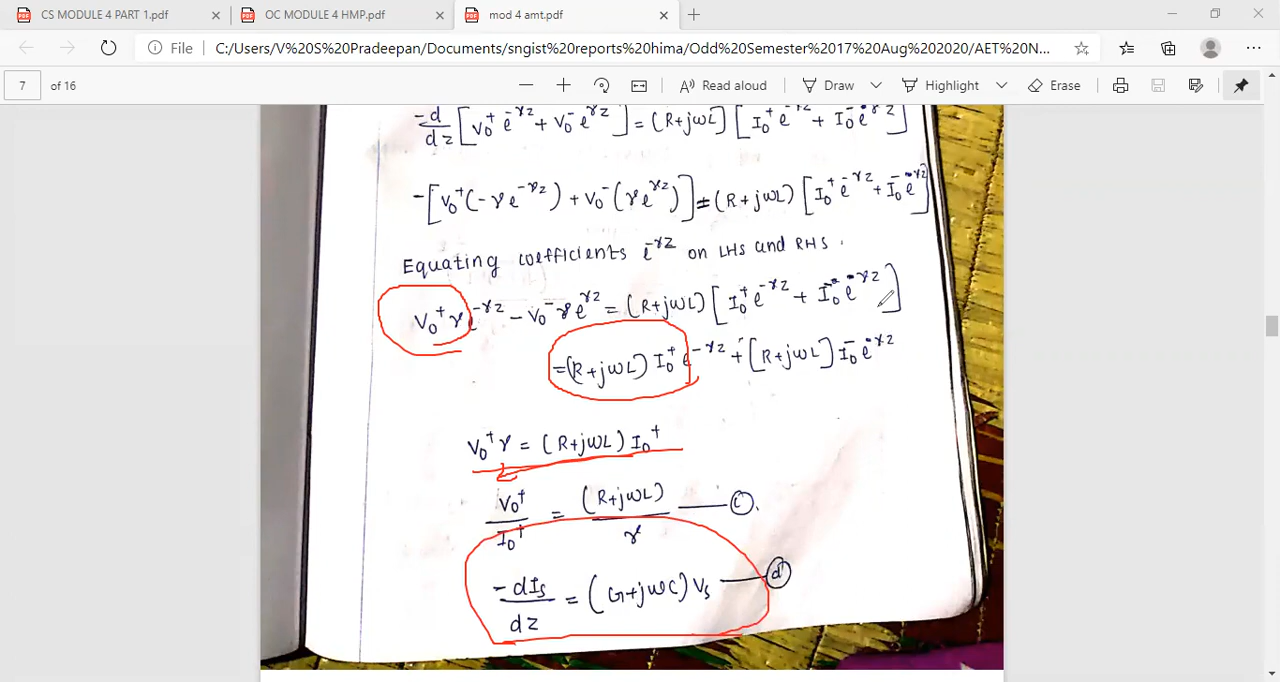 CS MODULE 4 PART 1.pdf
OC MODULE 4 HMP.pdf
mod 4 amt.pdf
File
C:/Users/V%20S%20Pradeepan/Documents/sngist%20reports%20hima/Odd%20Semester%2017%20Aug%202020/AET%20N...
7 of 16
Read aloud
Draw
Highlight
Erase
-d/dz [V₀⁺ e^-γz + V₀⁻ e^γz] = (R+jωL) [I₀⁺ e^-γz + I₀⁻ e^γz]
-[V₀⁺(-γ e^-γz) + V₀⁻(γ e^γz)] = (R+jωL) [I₀⁺ e^-γz + I₀⁻ e^γz]
Equating coefficients e^-γz on LHS and RHS.
V₀⁺ γ e^-γz - V₀⁻ γ e^γz = (R+jωL) [I₀⁺ e^-γz + I₀⁻ e^γz]
= (R+jωL) I₀⁺ e^-γz + [R+jωL] I₀⁻ e^γz
V₀⁺ γ = (R+jωL) I₀⁺
V₀⁺/I₀⁺ = (R+jωL)/γ — (c).
-dIs/dz = (G+jωC) Vs — (d)